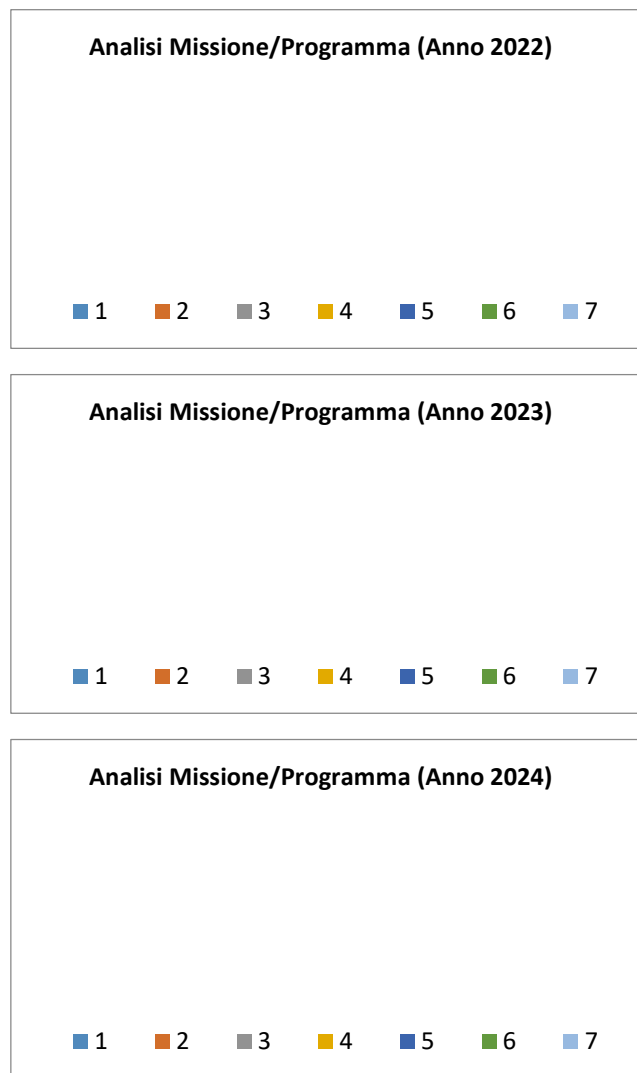 Analisi Missione/Programma (Anno 2022)
1 2 3 4 5 6 7
Analisi Missione/Programma (Anno 2023)
1 2 3 4 5 6 7
Analisi Missione/Programma (Anno 2024)
1 2 3 4 5 6 7